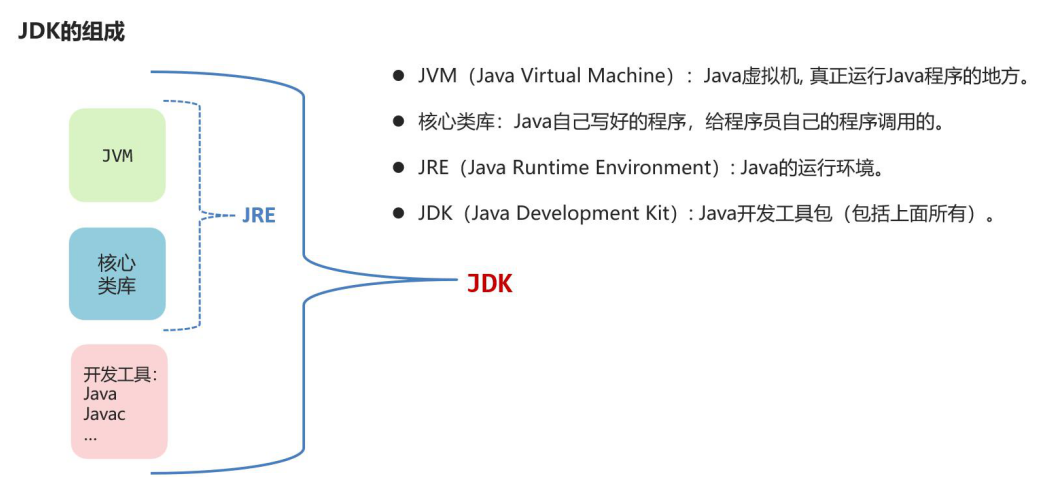 JDK的组成
JVM
核心
类库
开发工具：
Java
Javac
...
JRE
JDK
● JVM（Java Virtual Machine）：Java虚拟机, 真正运行Java程序的地方。
● 核心类库：Java自己写好的程序，给程序员自己的程序调用的。
● JRE（Java Runtime Environment）: Java的运行环境。
● JDK（Java Development Kit）: Java开发工具包（包括上面所有）。